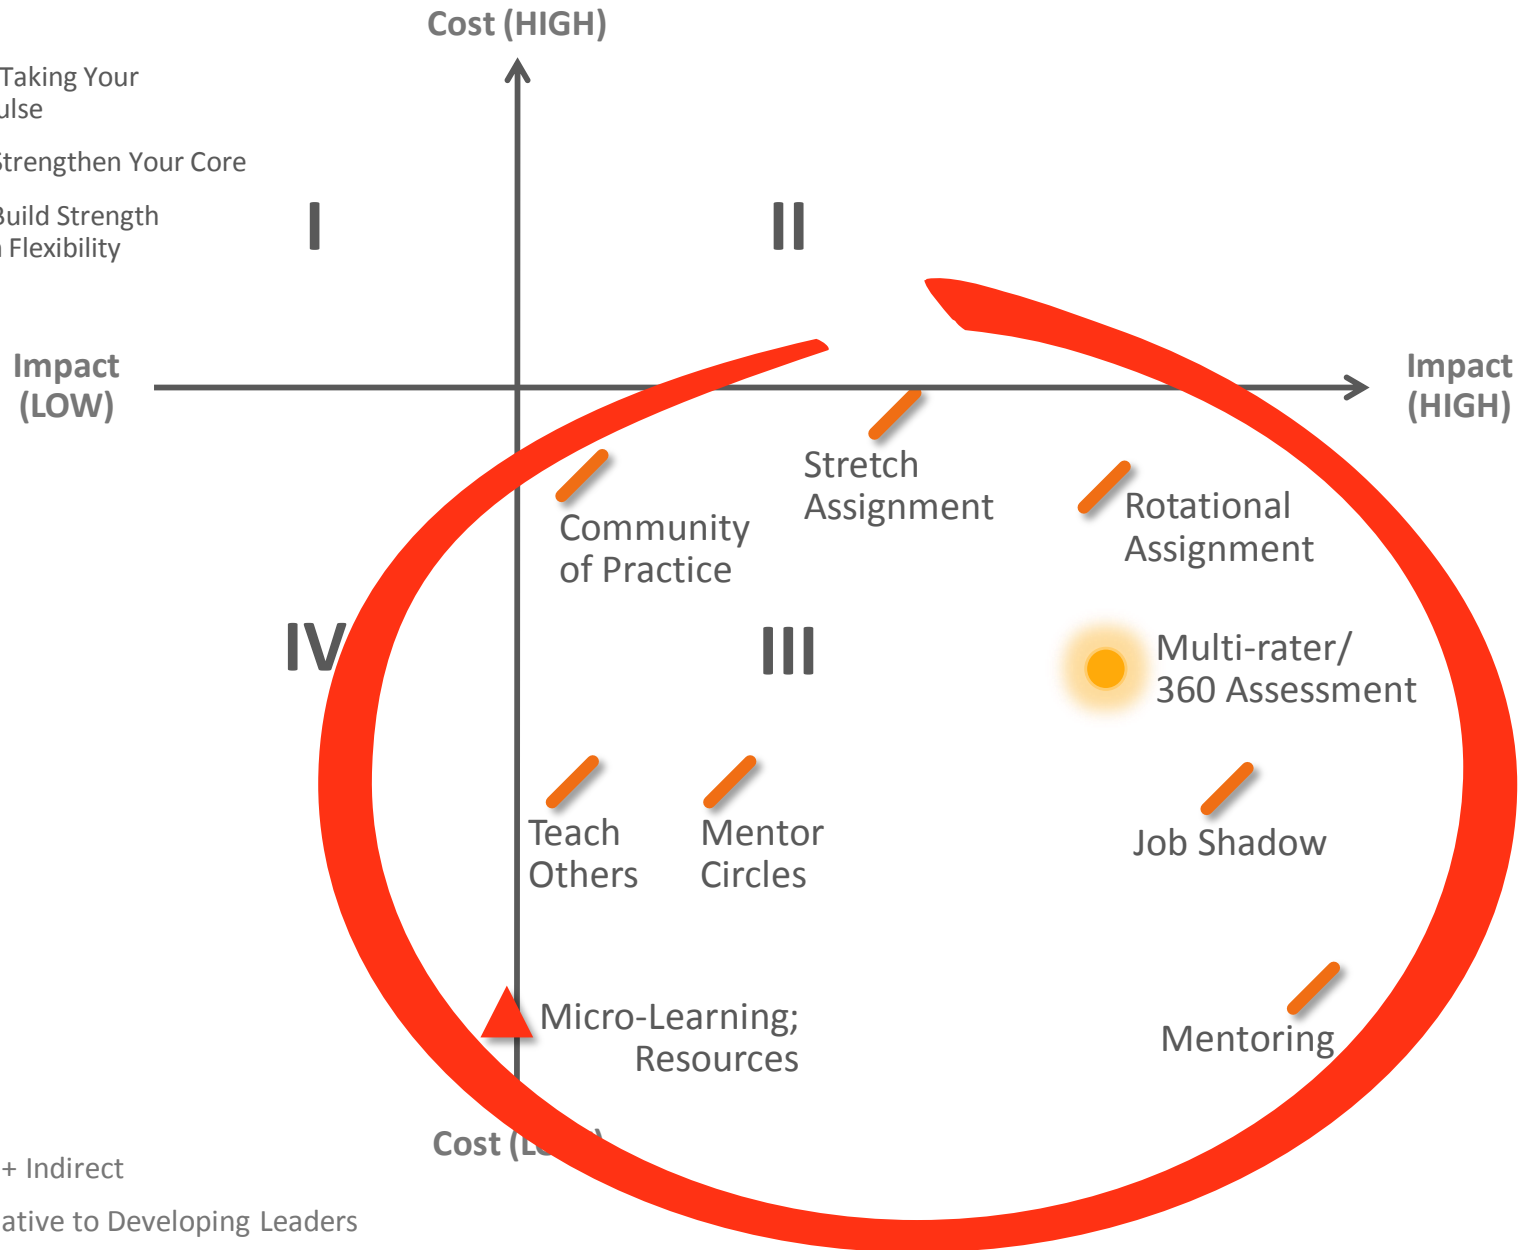 Cost (HIGH)
Taking Your
ulse
Strengthen Your Core
Build Strength
Flexibility
I
II
Impact
(LOW)
Impact
(HIGH)
Stretch
Assignment
Rotational
Assignment
Community
of Practice
IV
III
Multi-rater/
360 Assessment
Teach
Others
Mentor
Circles
Job Shadow
Micro-Learning;
Resources
Mentoring
Cost
+ Indirect
ative to Developing Leaders